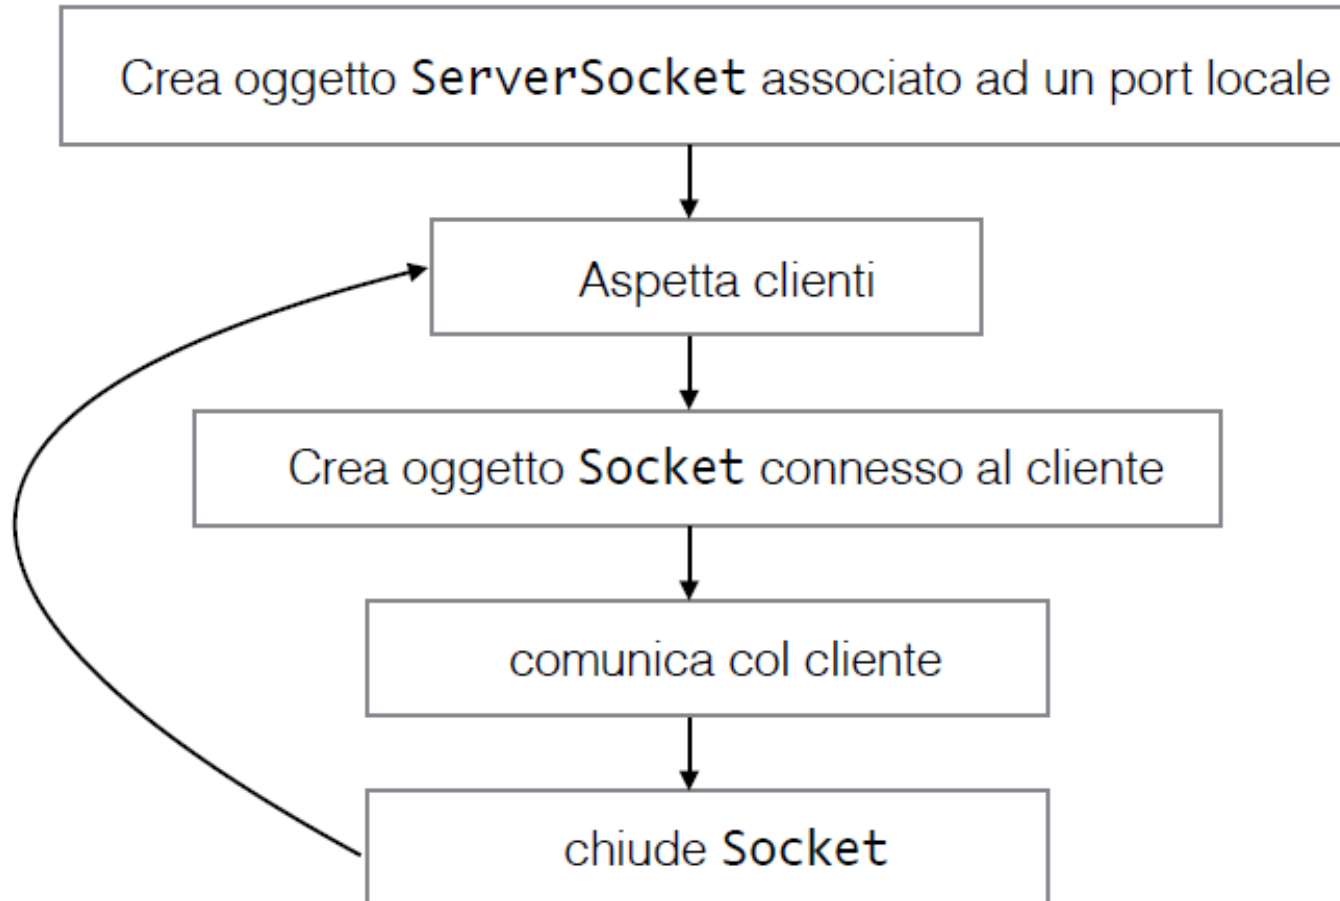 Crea oggetto ServerSocket associato ad un port locale
Aspetta clienti
Crea oggetto Socket connesso al cliente
comunica col cliente
chiude Socket